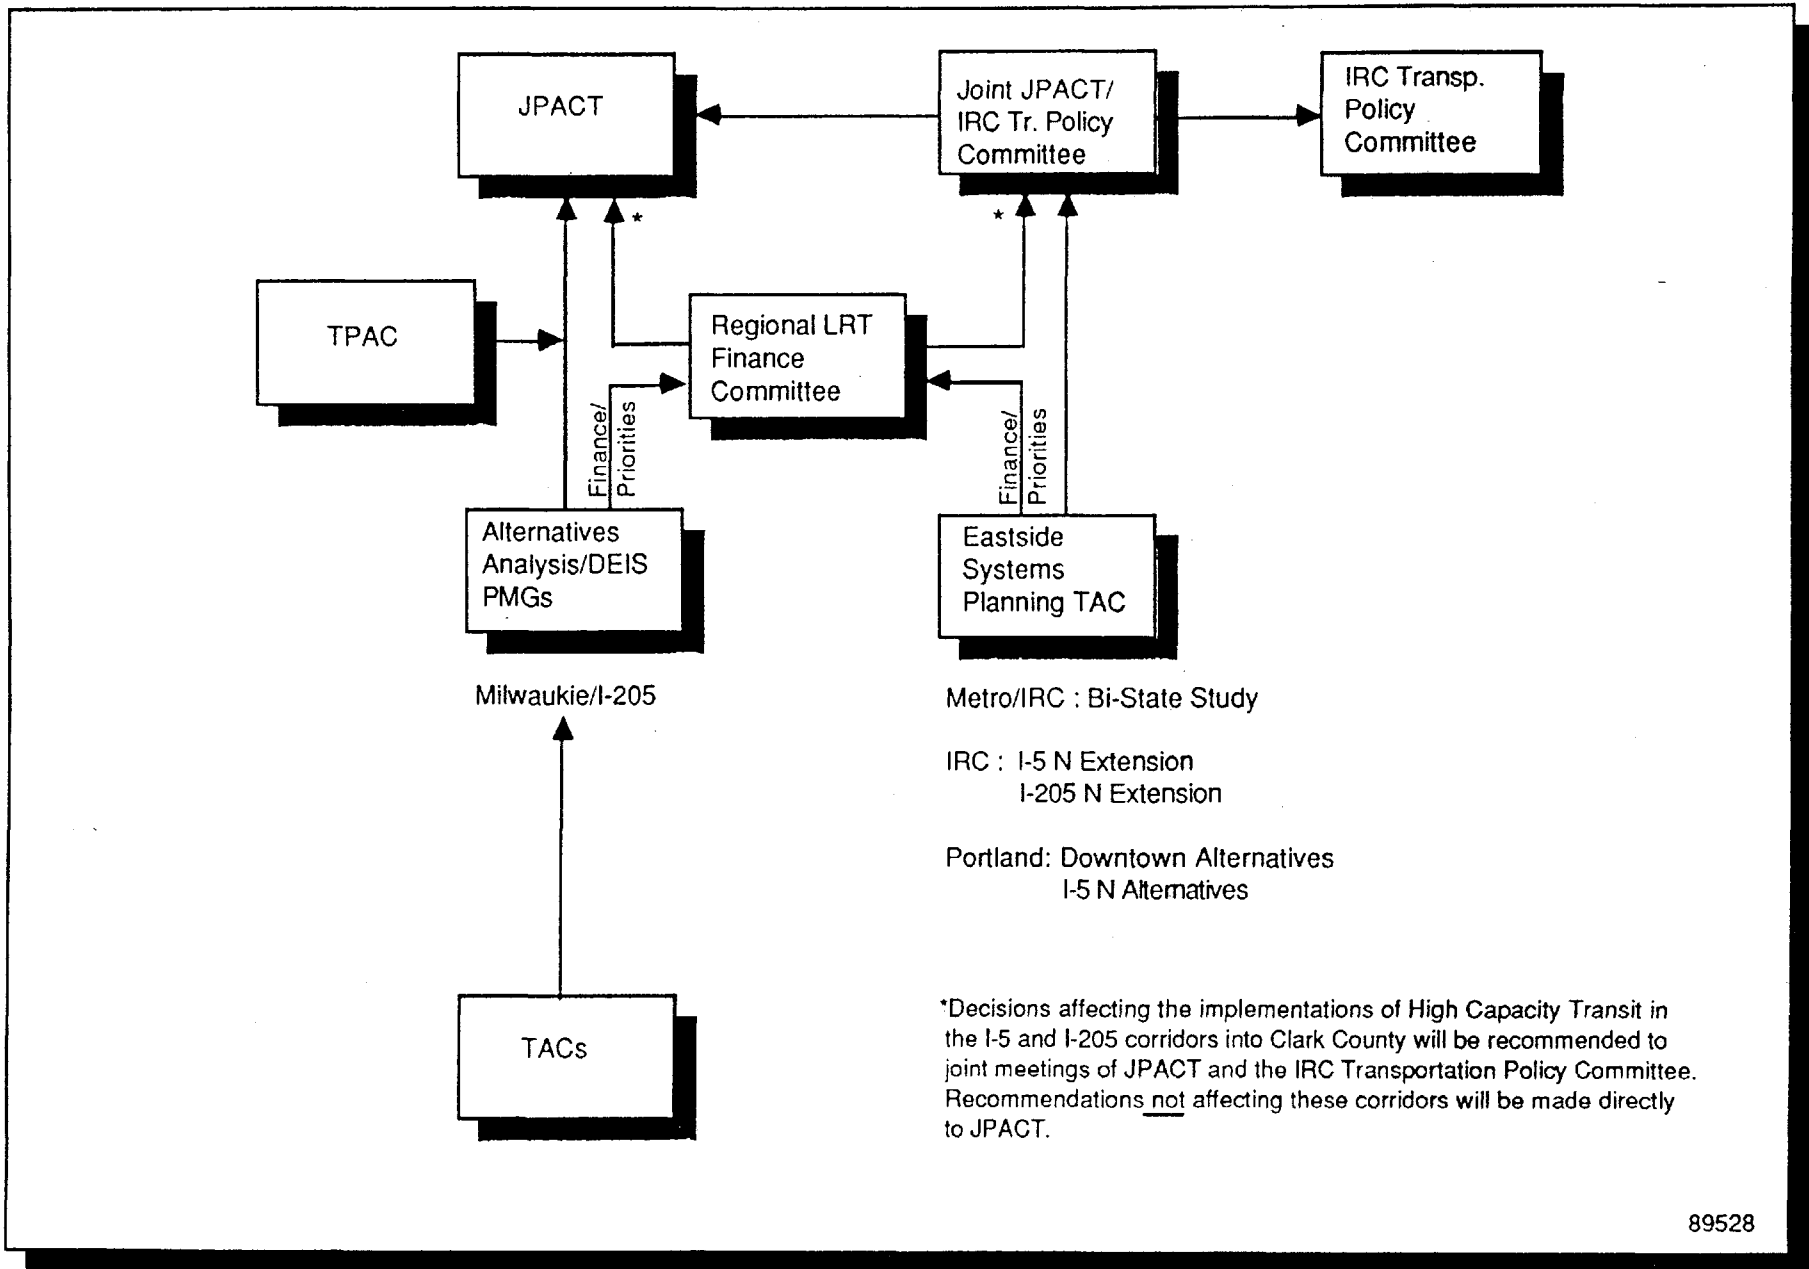 JPACT
Joint JPACT/
IRC Tr. Policy
Committee
IRC Transp.
Policy
Committee
*
*
TPAC
Regional LRT
Finance
Committee
Finance/
Priorities
Finance/
Priorities
Alternatives
Analysis/DEIS
PMGs
Eastside
Systems
Planning TAC
Milwaukie/I-205
Metro/IRC : Bi-State Study
IRC : I-5 N Extension
I-205 N Extension
Portland: Downtown Alternatives
I-5 N Alternatives
TACs
*Decisions affecting the implementations of High Capacity Transit in
the I-5 and I-205 corridors into Clark County will be recommended to
joint meetings of JPACT and the IRC Transportation Policy Committee.
Recommendations not affecting these corridors will be made directly
to JPACT.
89528